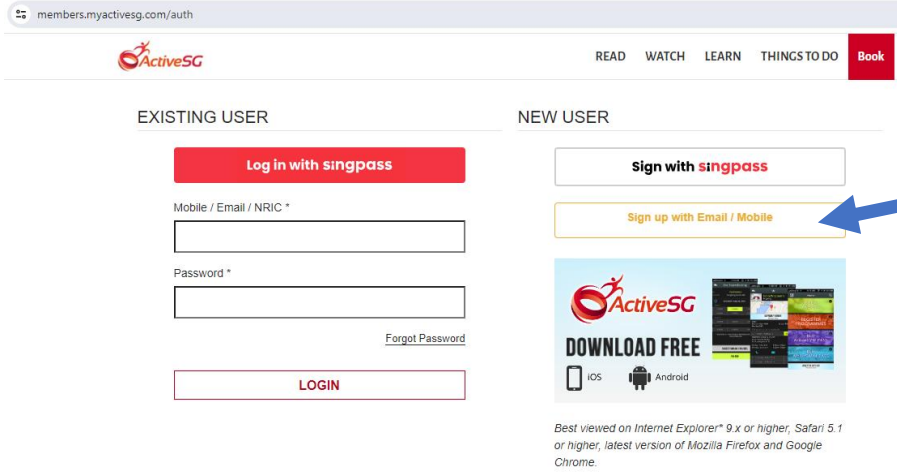 members.myactivesg.com/auth
ActiveSG
READ WATCH LEARN THINGS TO DO Book
EXISTING USER
Log in with singpass
Mobile / Email / NRIC *
Password *
Forgot Password
LOGIN
NEW USER
Sign with singpass
Sign up with Email / Mobile
ActiveSG
DOWNLOAD FREE
iOS Android
Best viewed on Internet Explorer* 9.x or higher, Safari 5.1
or higher, latest version of Mozilla Firefox and Google
Chrome.